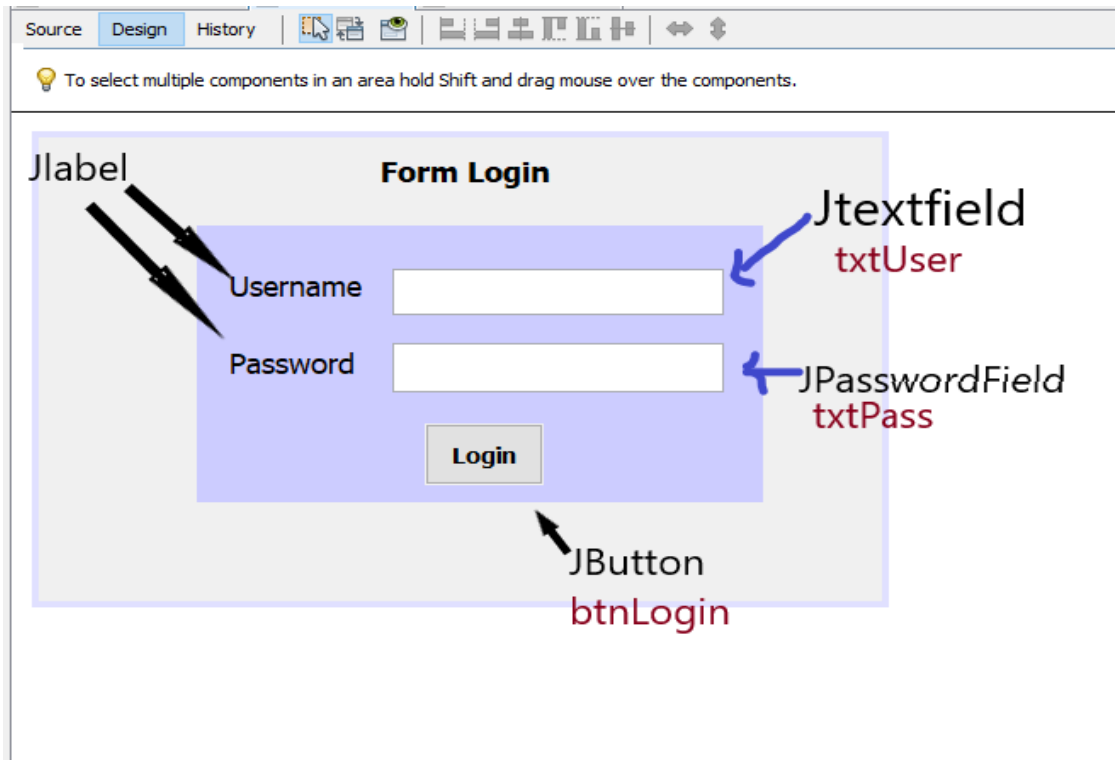 Source Design History
To select multiple components in an area hold Shift and drag mouse over the components.
Jlabel
Form Login
Jtextfield
txtUser
Username
Password
JPasswordField
txtPass
Login
JButton
btnLogin